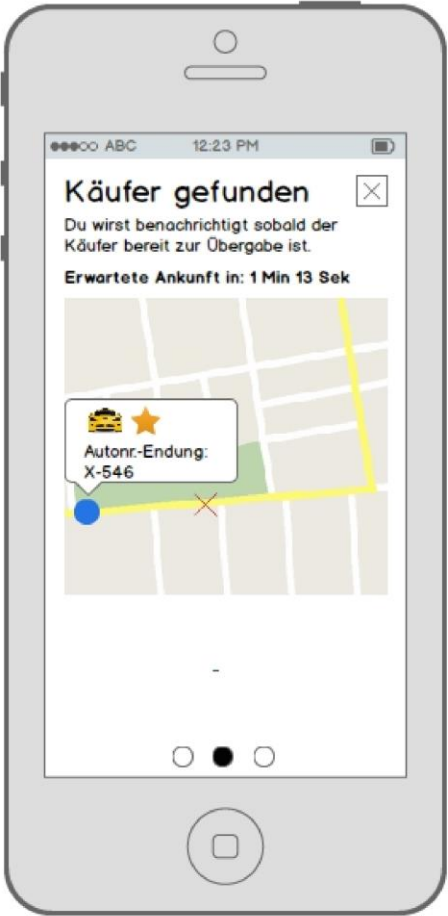 ABC 12:23 PM
Käufer gefunden
Du wirst benachrichtigt sobald der
Käufer bereit zur Übergabe ist.
Erwartete Ankunft in: 1 Min 13 Sek
Autonr.-Endung:
X-546
-